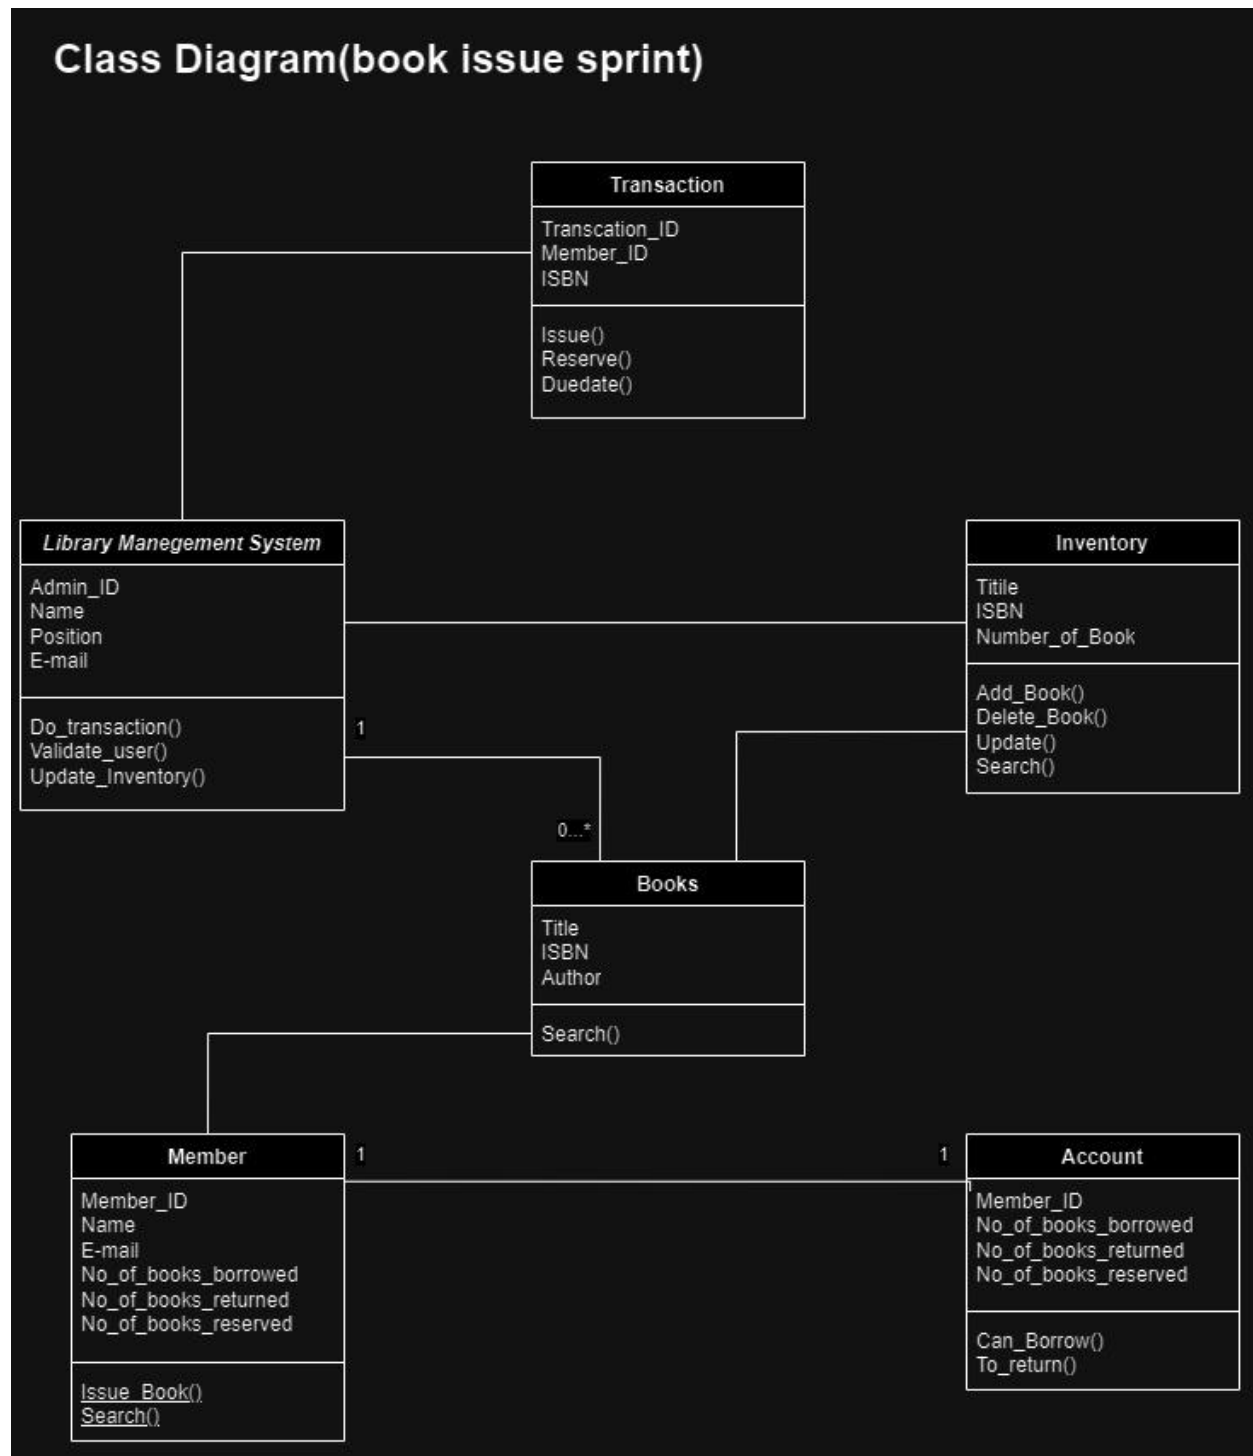 Class Diagram(book issue sprint)
Transaction
Transcation_ID
Member_ID
ISBN
Issue()
Reserve()
Duedate()
Library Manegement System
Admin_ID
Name
Position
E-mail
Do_transaction()
Validate_user()
Update_Inventory()
Inventory
Titile
ISBN
Number_of_Book
Add_Book()
Delete_Book()
Update()
Search()
1
0...*
Books
Title
ISBN
Author
Search()
Member
Member_ID
Name
E-mail
No_of_books_borrowed
No_of_books_returned
No_of_books_reserved
Issue_Book()
Search()
1
1
Account
Member_ID
No_of_books_borrowed
No_of_books_returned
No_of_books_reserved
Can_Borrow()
To_return()